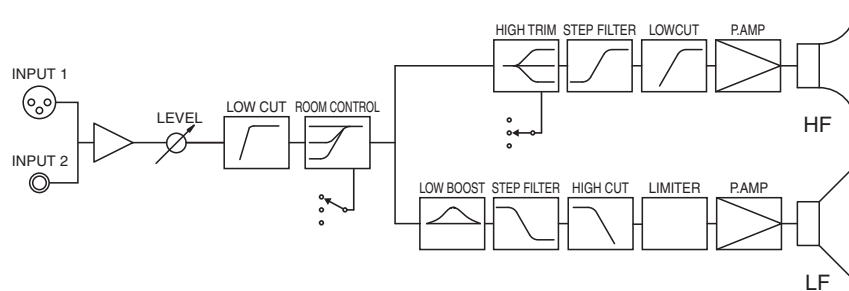 HIGH TRIM STEP FILTER LOWCUT P.AMP
INPUT 1
LEVEL LOW CUT ROOM CONTROL
HF
INPUT 2
LOW BOOST STEP FILTER HIGH CUT LIMITER P.AMP
LF